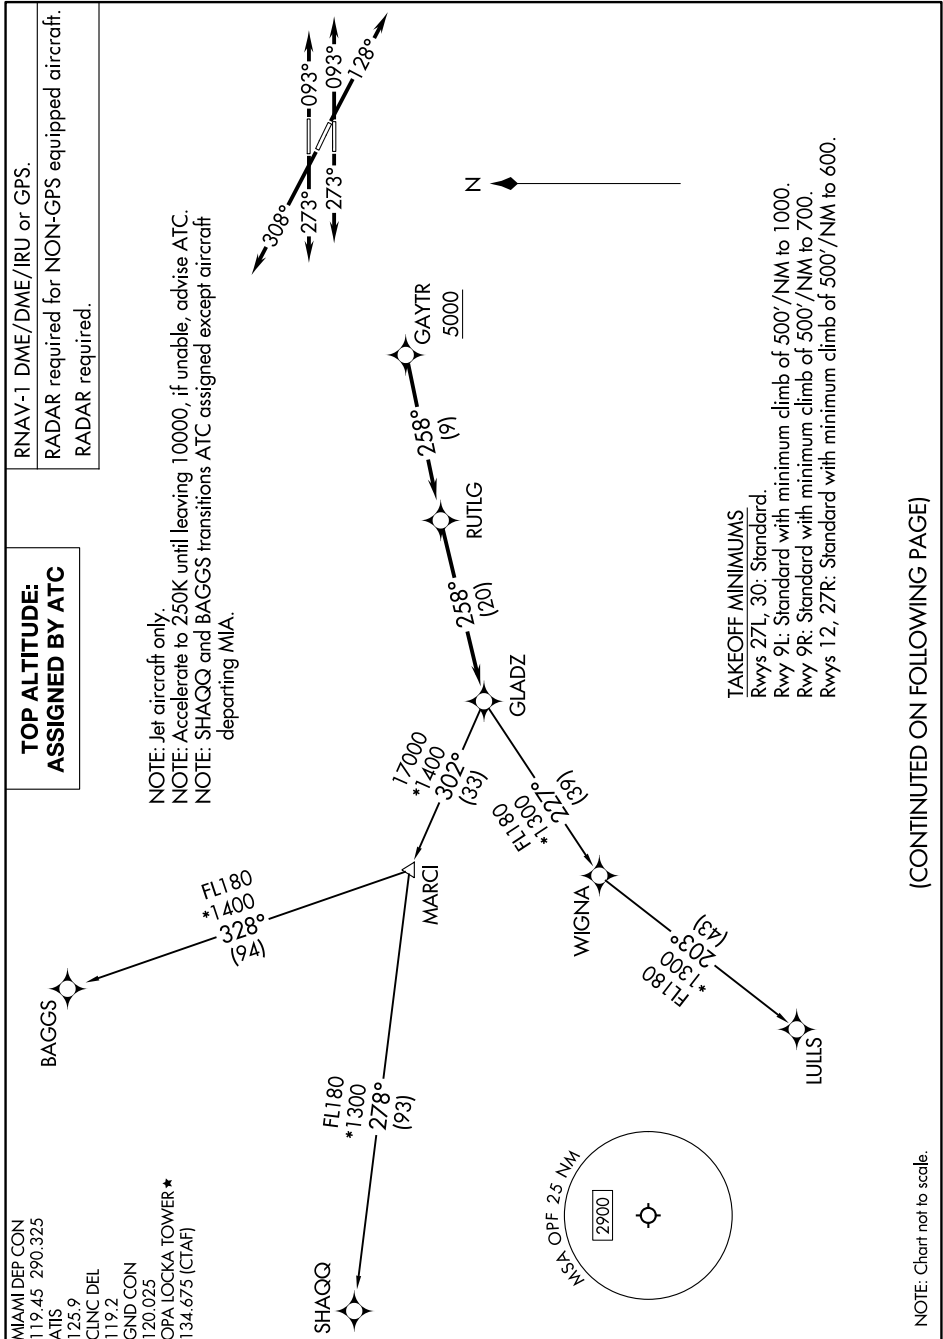 MIAMI DEP CON
119.45 290.325
ATIS
125.9
CLNC DEL
119.2
GND CON
120.025
OPA LOCKA TOWER★
134.675 (CTAF)
TOP ALTITUDE:
ASSIGNED BY ATC
RNAV-1 DME/DME/IRU or GPS.
RADAR required for NON-GPS equipped aircraft.
RADAR required.
NOTE: Jet aircraft only.
NOTE: Accelerate to 250K until leaving 10000, if unable, advise ATC.
NOTE: SHAQQ and BAGGS transitions ATC assigned except aircraft
departing MIA.
308°
273°
273°
093°
093°
128°
N
BAGGS
FL180
*1400
328°
(94)
SHAQQ
FL180
*1300
278°
(93)
MARCI
17000
*1400
302°
(33)
GLADZ
258°
(20)
RUTLG
258°
(9)
GAYTR
5000
FL180
*1300
227°
(39)
WIGNA
FL180
*1300
203°
(43)
LULLS
MSA OPF 25 NM
2900
TAKEOFF MINIMUMS
Rwys 27L, 30: Standard.
Rwy 9L: Standard with minimum climb of 500'/NM to 1000.
Rwy 9R: Standard with minimum climb of 500'/NM to 700.
Rwys 12, 27R: Standard with minimum climb of 500'/NM to 600.
(CONTINUTED ON FOLLOWING PAGE)
NOTE: Chart not to scale.